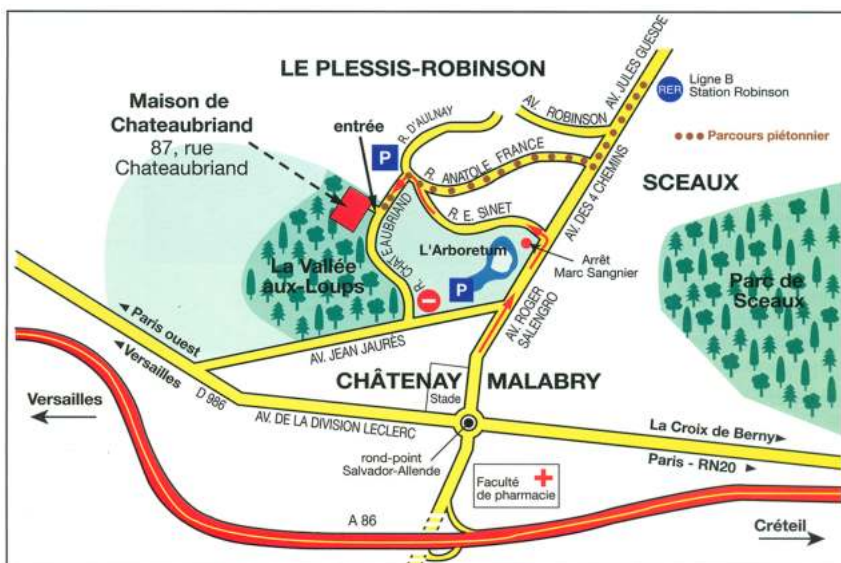 LE PLESSIS-ROBINSON
AV. JULES GUESDE
RER
Ligne B
Station Robinson
Maison de
Chateaubriand
87, rue
Chateaubriand
entrée
P
R. D'AULNAY
AV. ROBINSON
Parcours piétonnier
R. ANATOLE FRANCE
SCEAUX
R. E. SINET
AV. DES 4 CHEMINS
R. CHATEAUBRIAND
L'Arboretum
Arrêt
Marc Sangnier
La Vallée
aux-Loups
P
Parc de
Sceaux
AV. ROGER
SALENGRO
Paris ouest
Versailles
AV. JEAN JAURÈS
CHÂTENAY MALABRY
Stade
Versailles
D 986
AV. DE LA DIVISION LECLERC
La Croix de Berny
Paris - RN20
rond-point
Salvador-Allende
Faculté
de pharmacie
A 86
Créteil